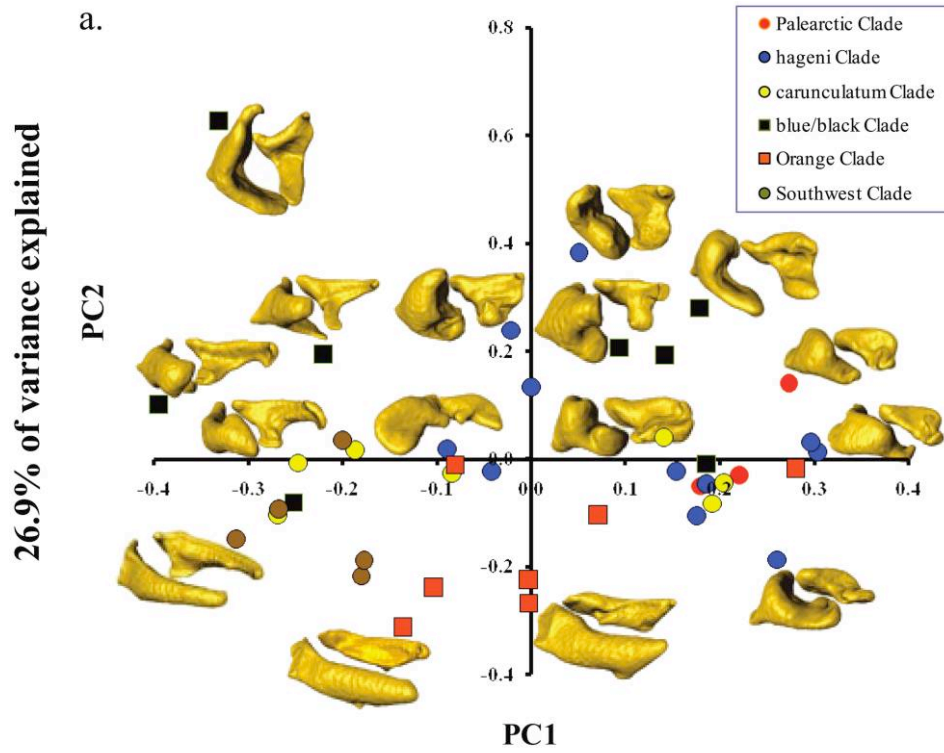 a.
0.8
Palearctic Clade
hageni Clade
carunculatum Clade
blue/black Clade
Orange Clade
Southwest Clade
0.6
0.4
0.2
0.0
-0.4
-0.3
-0.2
-0.1
0.0
0.1
0.2
0.3
0.4
-0.2
-0.4
26.9% of variance explained
PC2
PC1